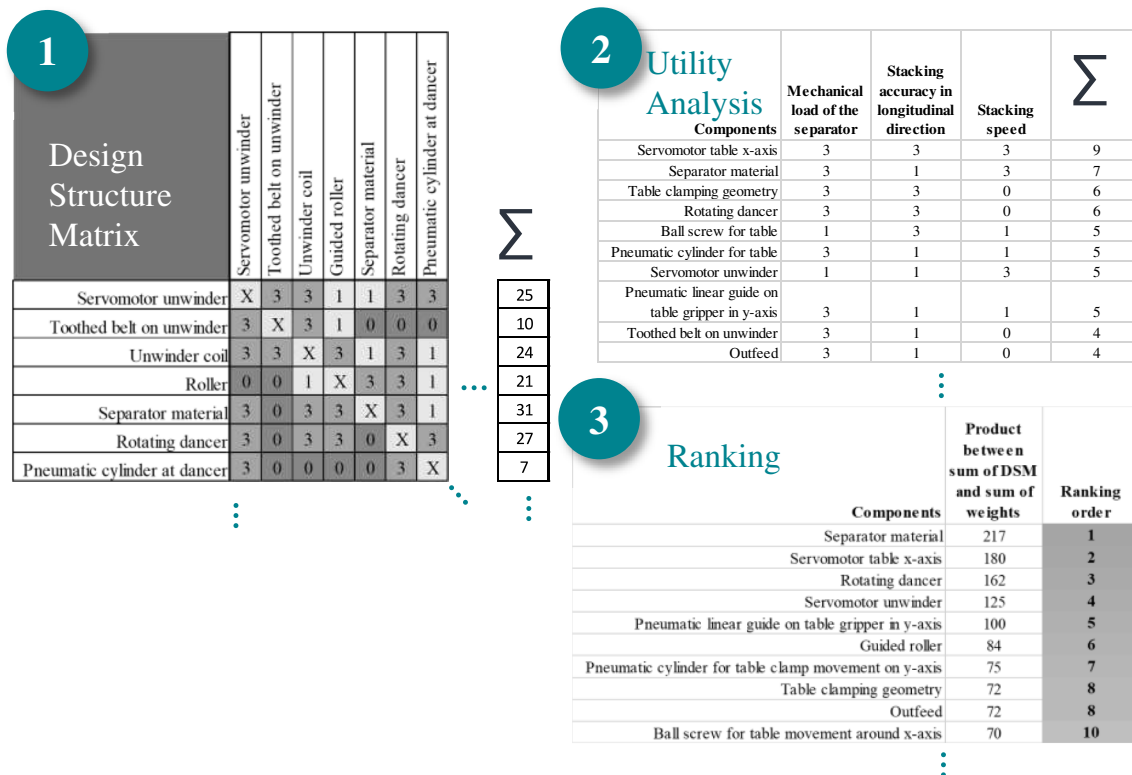 1
Design
Structure
Matrix
Servomotor unwinder
Toothed belt on unwinder
Unwinder coil
Guided roller
Separator material
Rotating dancer
Pneumatic cylinder at dancer
∑
Servomotor unwinder X 3 3 1 1 3 3 25
Toothed belt on unwinder 3 X 3 1 0 0 0 10
Unwinder coil 3 3 X 3 1 3 1 24
Roller 0 0 1 X 3 3 1 ... 21
Separator material 3 0 3 3 X 3 1 31
Rotating dancer 3 0 3 3 0 X 3 27
Pneumatic cylinder at dancer 3 0 0 0 0 3 X 7
2
Utility
Analysis
Components
Mechanical
load of the
separator
Stacking
accuracy in
longitudinal
direction
Stacking
speed
∑
Servomotor table x-axis 3 3 3 9
Separator material 3 1 3 7
Table clamping geometry 3 3 0 6
Rotating dancer 3 3 0 6
Ball screw for table 1 3 1 5
Pneumatic cylinder for table 3 1 1 5
Servomotor unwinder 1 1 3 5
Pneumatic linear guide on
table gripper in y-axis 3 1 1 5
Toothed belt on unwinder 3 1 0 4
Outfeed 3 1 0 4
3
Ranking
Components
Product
between
sum of DSM
and sum of
weights
Ranking
order
Separator material 217 1
Servomotor table x-axis 180 2
Rotating dancer 162 3
Servomotor unwinder 125 4
Pneumatic linear guide on table gripper in y-axis 100 5
Guided roller 84 6
Pneumatic cylinder for table clamp movement on y-axis 75 7
Table clamping geometry 72 8
Outfeed 72 8
Ball screw for table movement around x-axis 70 10